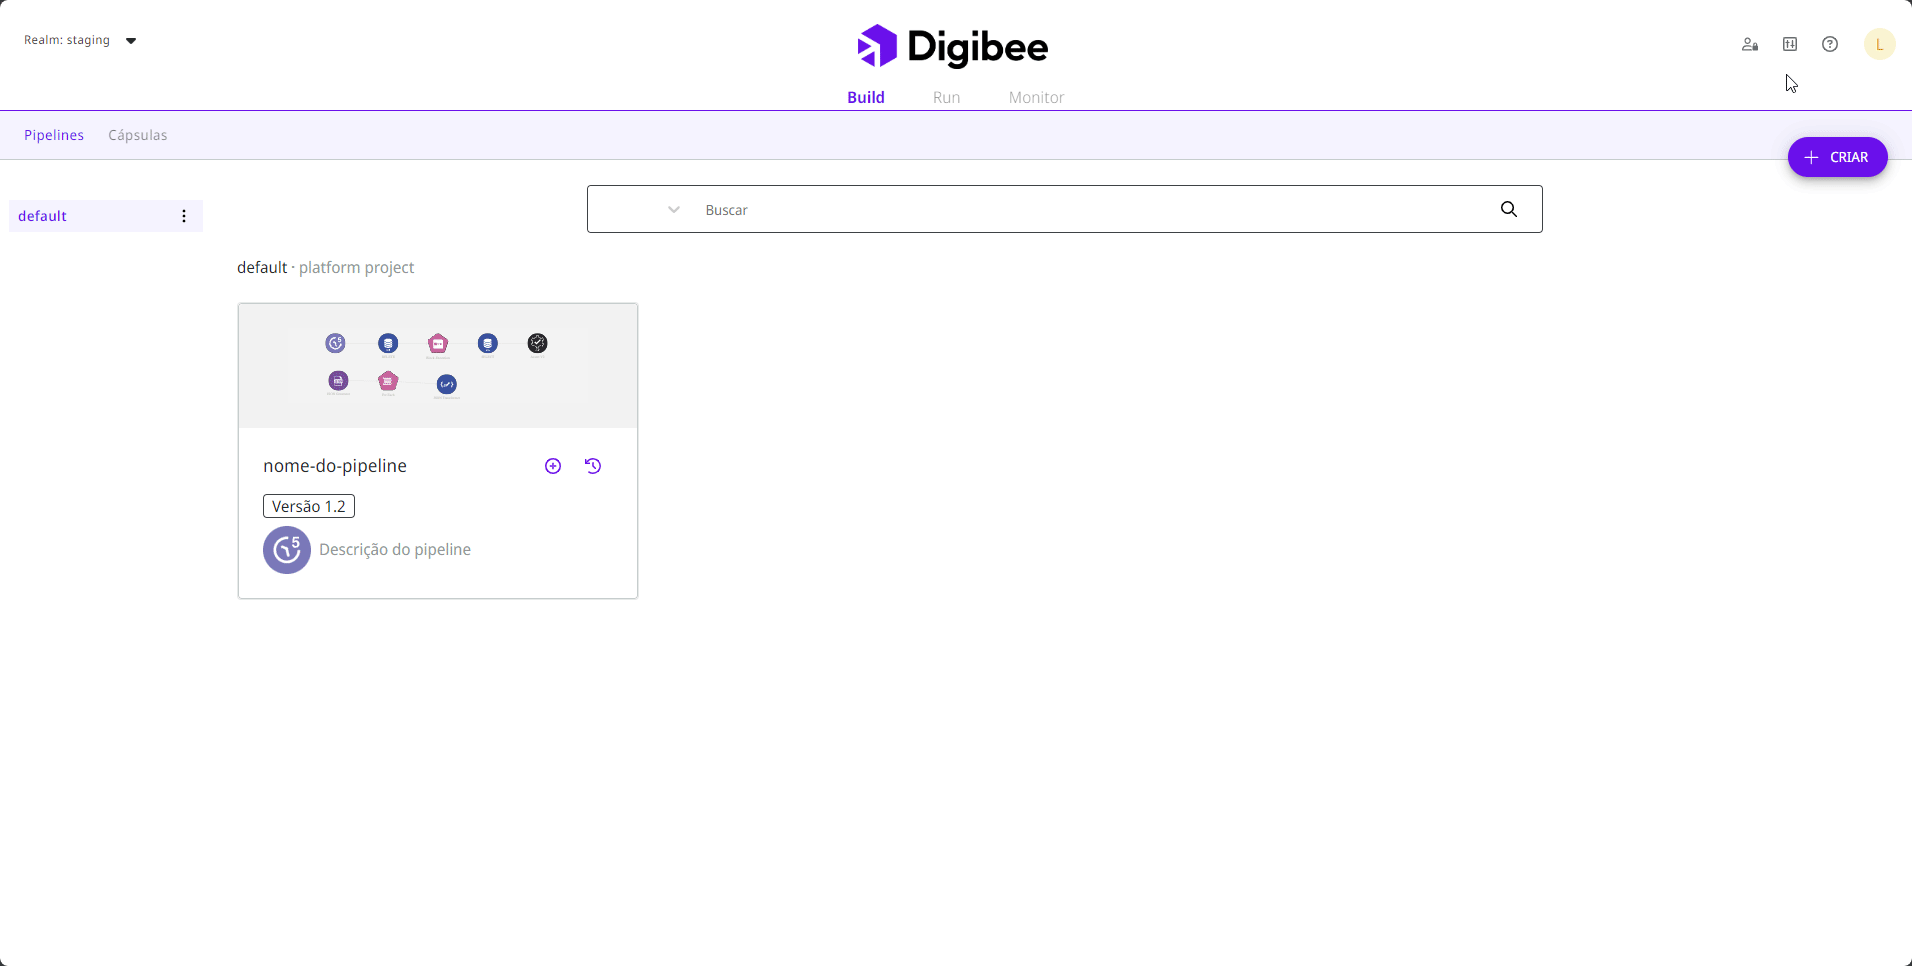 Realm: staging
Digibee
L
Build Run Monitor
Pipelines Cápsulas
CRIAR
default
Buscar
default · platform project
nome-do-pipeline
Versão 1.2
5
Descrição do pipeline